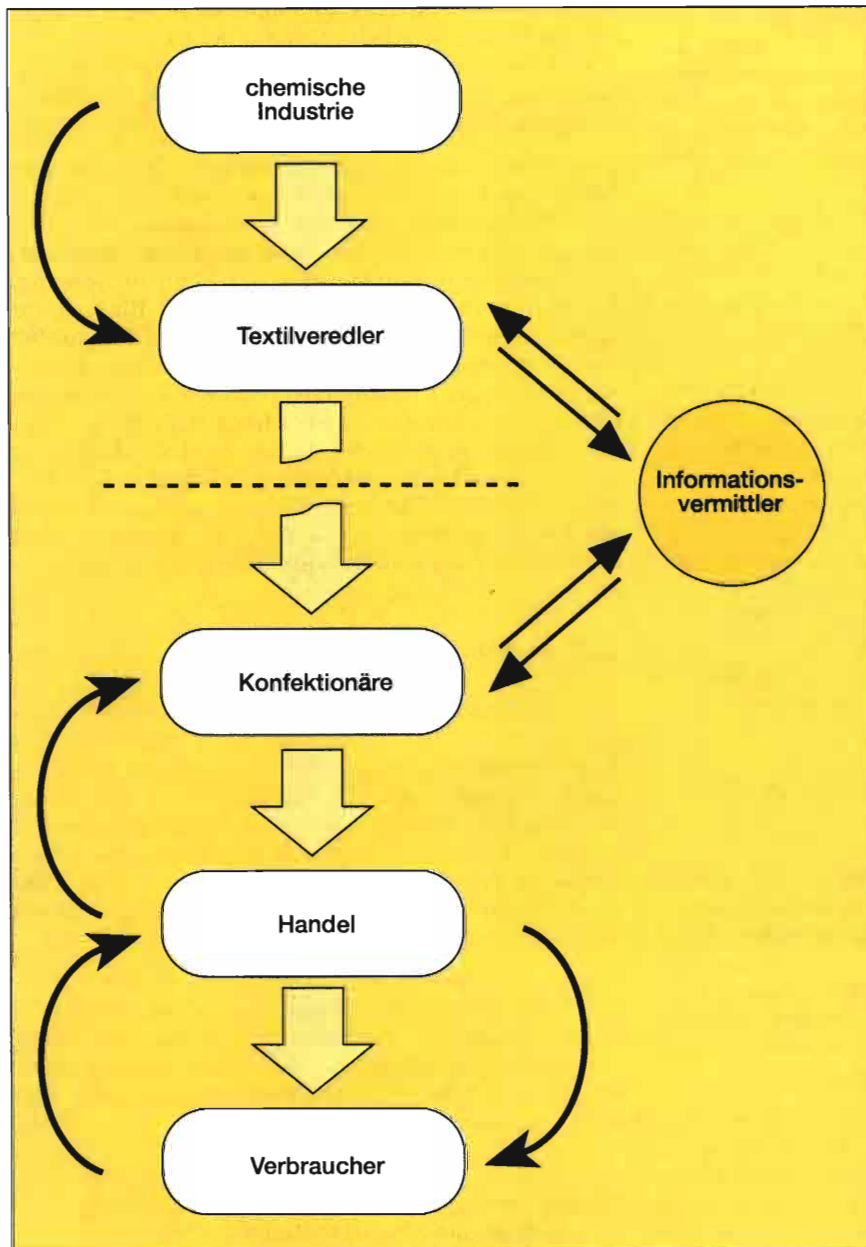 chemische
Industrie
Textilveredler
Informations-
vermittler
Konfektionäre
Handel
Verbraucher